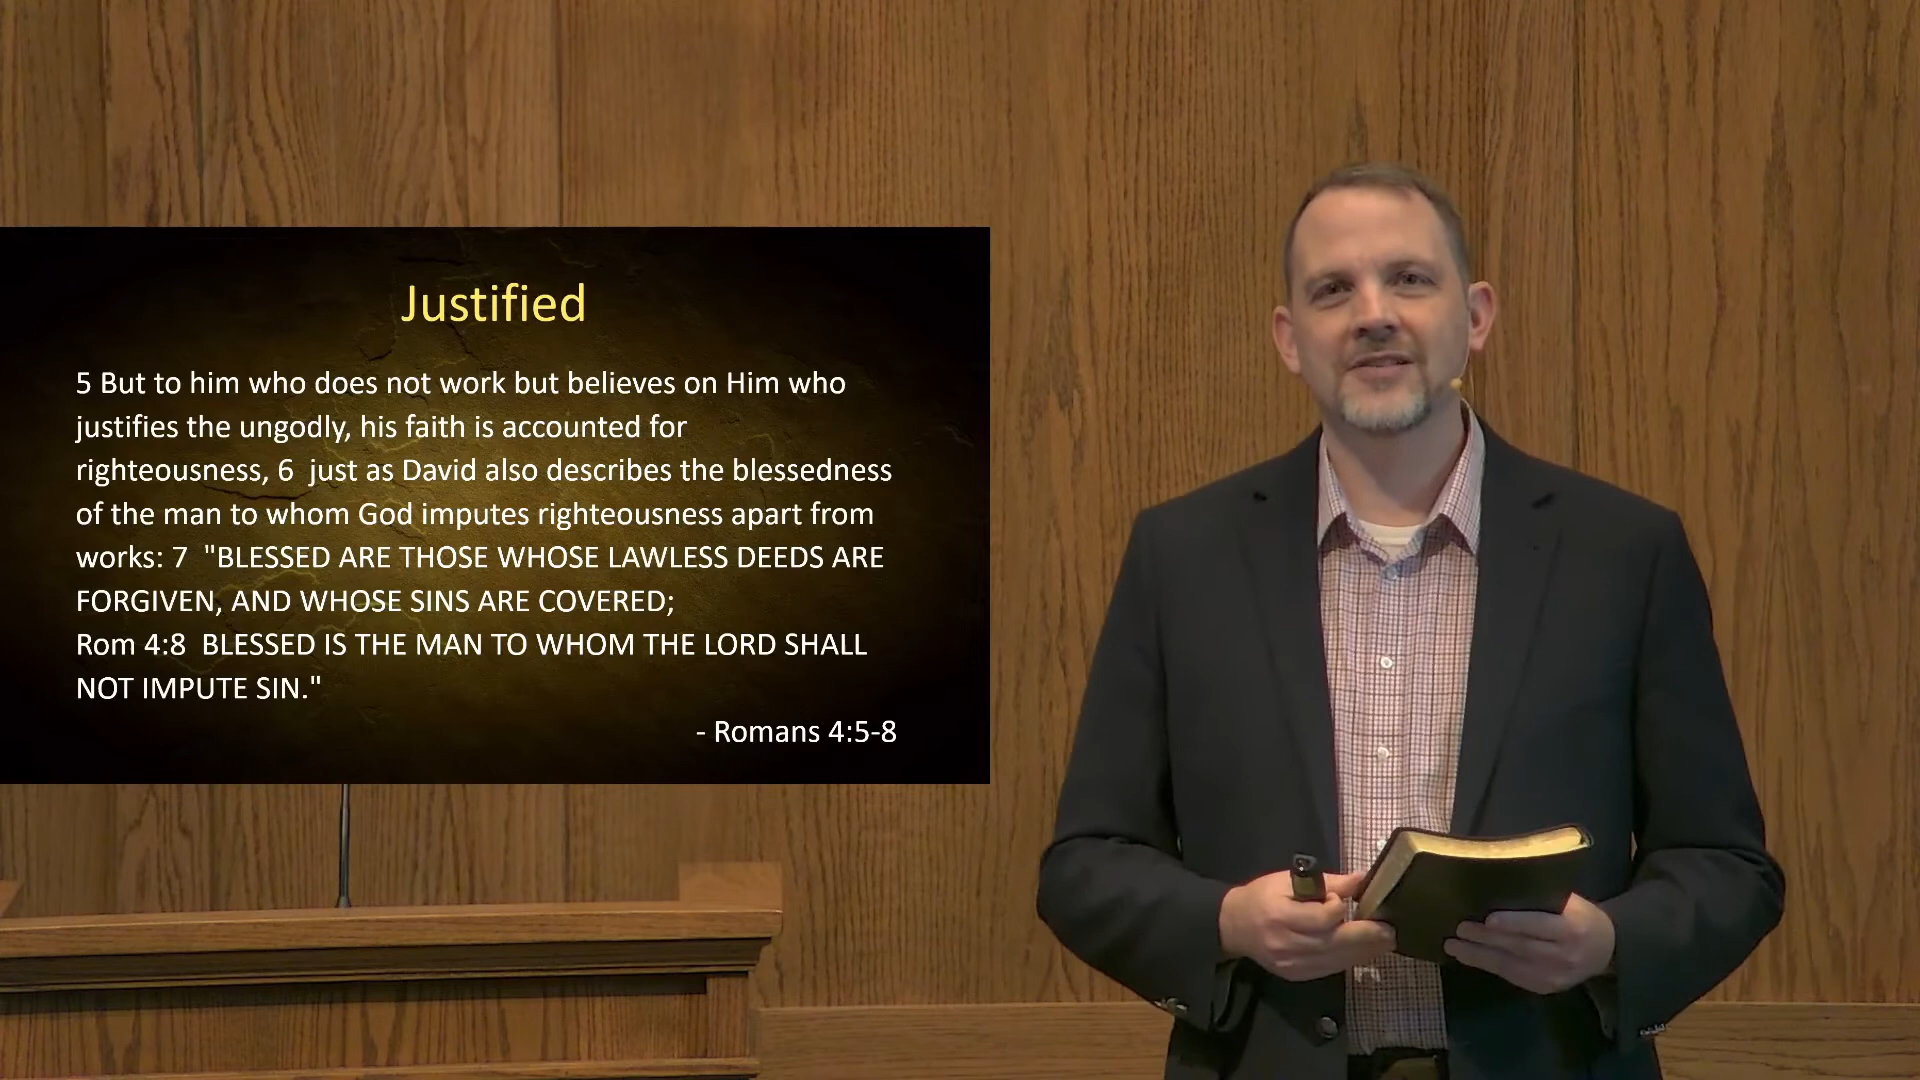 Justified
5 But to him who does not work but believes on Him who
justifies the ungodly, his faith is accounted for
righteousness, 6  just as David also describes the blessedness
of the man to whom God imputes righteousness apart from
works: 7  "BLESSED ARE THOSE WHOSE LAWLESS DEEDS ARE
FORGIVEN, AND WHOSE SINS ARE COVERED;
Rom 4:8  BLESSED IS THE MAN TO WHOM THE LORD SHALL
NOT IMPUTE SIN."
- Romans 4:5-8